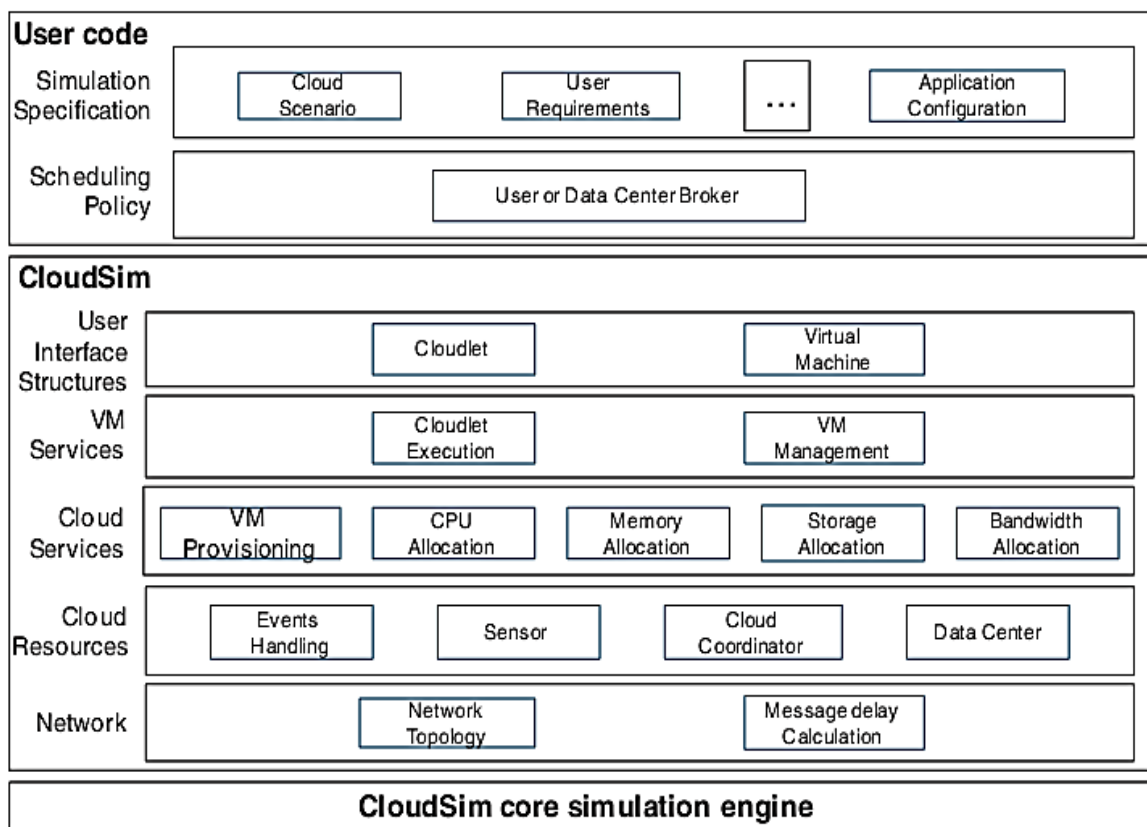 User code
Simulation
Specification
Cloud
Scenario
User
Requirements
...
Application
Configuration
Scheduling
Policy
User or Data Center Broker
CloudSim
User
Interface
Structures
Cloudlet
Virtual
Machine
VM
Services
Cloudlet
Execution
VM
Management
Cloud
Services
VM
Provisioning
CPU
Allocation
Memory
Allocation
Storage
Allocation
Bandwidth
Allocation
Cloud
Resources
Events
Handling
Sensor
Cloud
Coordinator
Data Center
Network
Network
Topology
Message delay
Calculation
CloudSim core simulation engine